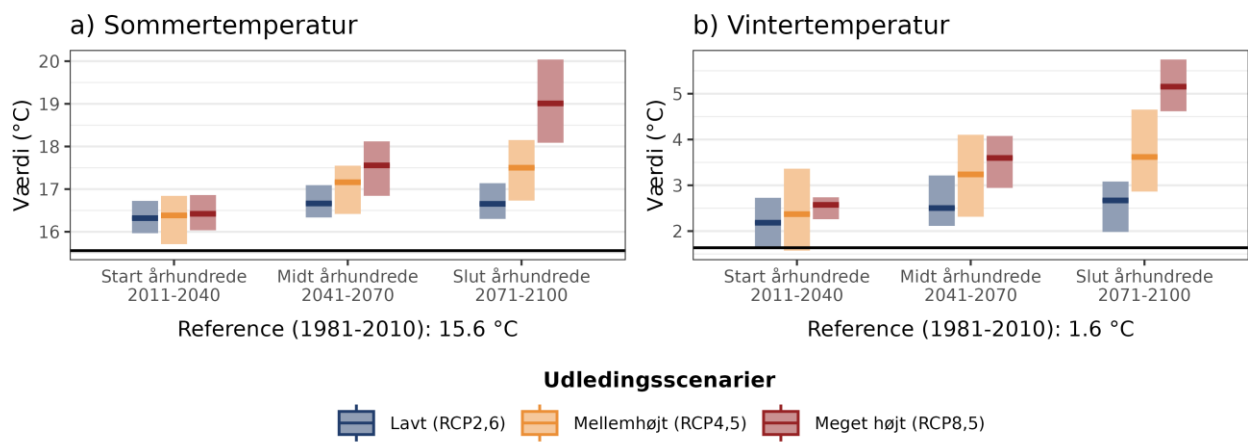 a) Sommertemperatur
Værdi (°C)
20
19
18
17
16
Start århundrede
2011-2040
Midt århundrede
2041-2070
Slut århundrede
2071-2100
Reference (1981-2010): 15.6 °C
b) Vintertemperatur
Værdi (°C)
5
4
3
2
Start århundrede
2011-2040
Midt århundrede
2041-2070
Slut århundrede
2071-2100
Reference (1981-2010): 1.6 °C
Udledingsscenarier
Lavt (RCP2,6)
Mellemhøjt (RCP4,5)
Meget højt (RCP8,5)